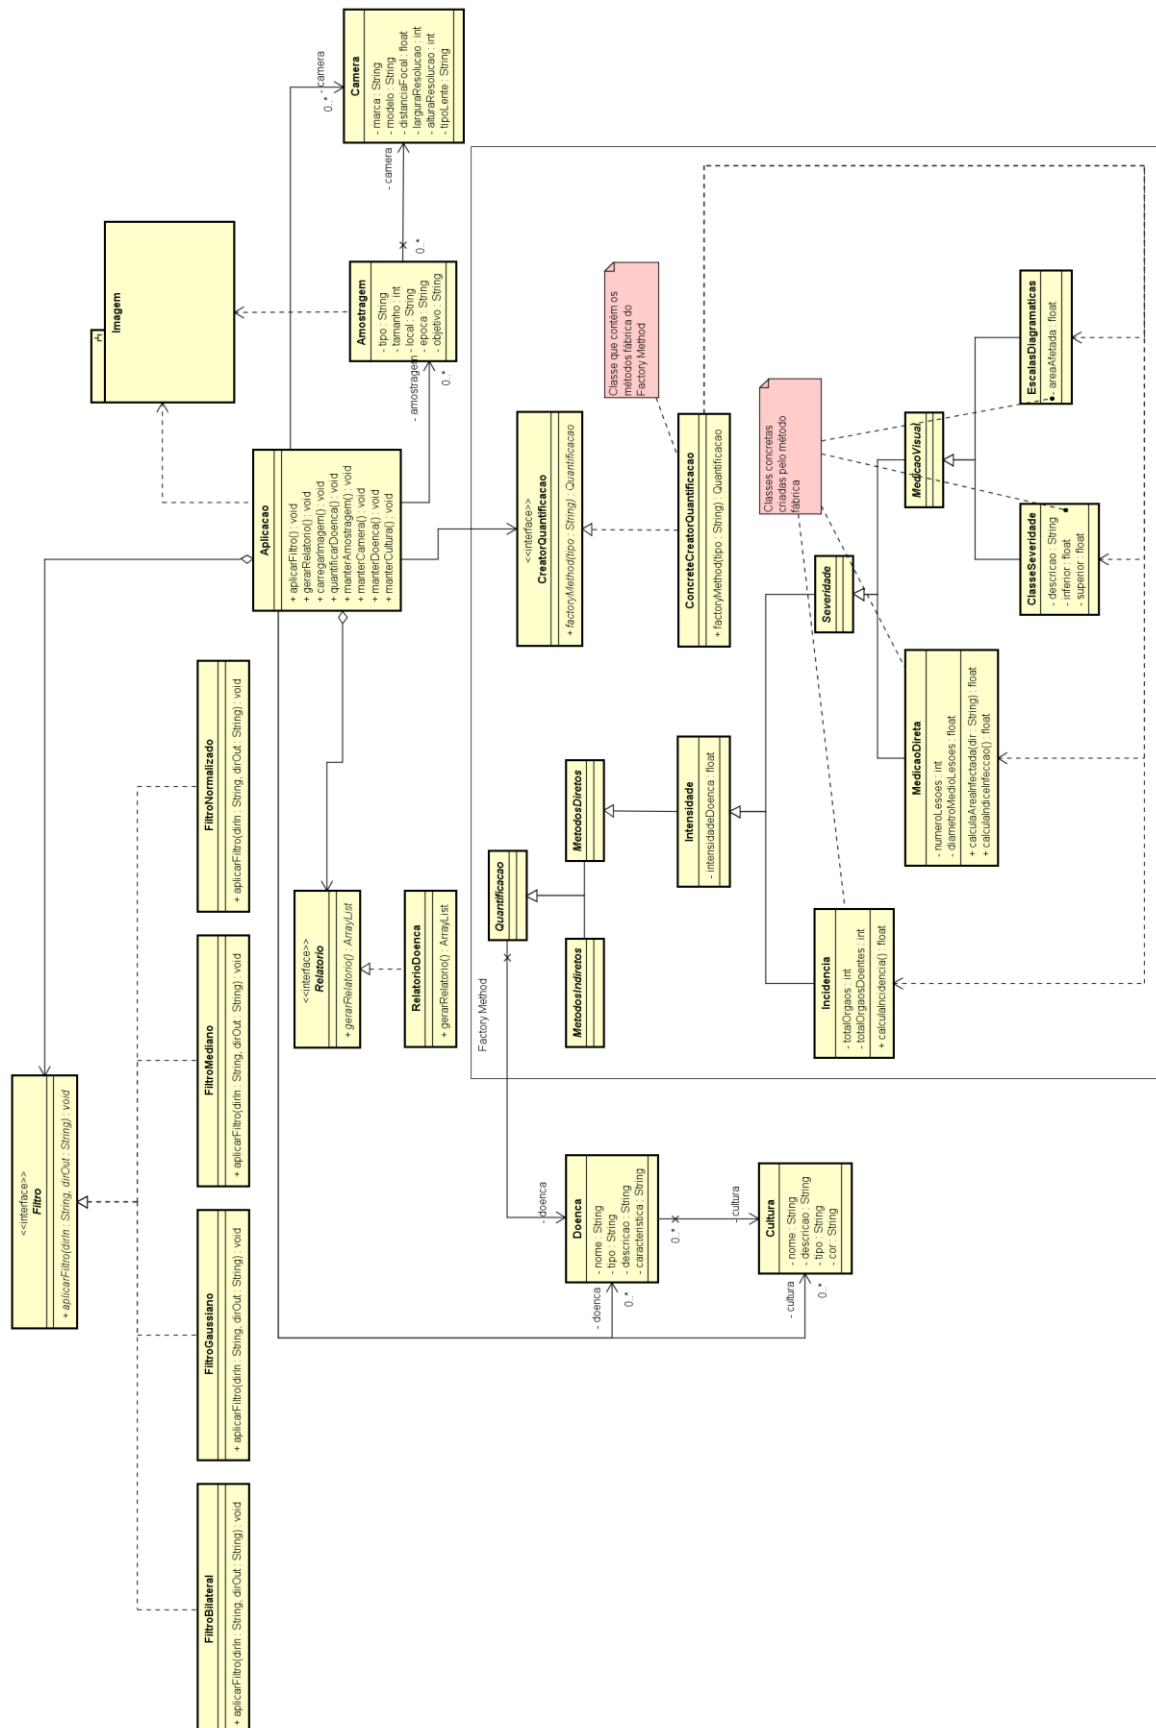 <<interface>>
Filtro
+ aplicarFiltro(dirIn : String, dirOut : String) : void
FiltroBilateral
+ aplicarFiltro(dirIn : String, dirOut : String) : void
FiltroGaussiano
+ aplicarFiltro(dirIn : String, dirOut : String) : void
FiltroMediano
+ aplicarFiltro(dirIn : String, dirOut : String) : void
FiltroNormalizado
+ aplicarFiltro(dirIn : String, dirOut : String) : void
Imagem
Aplicacao
+ aplicarFiltro() : void
+ gerarRelatorio() : void
+ carregarImagem() : void
+ quantificarDoenca() : void
+ manterAmostragem() : void
+ manterCamera() : void
+ manterDoenca() : void
+ manterCultura() : void
<<interface>>
Relatorio
+ gerarRelatorio() : ArrayList
RelatorioDoenca
+ gerarRelatorio() : ArrayList
- camera
0..*
Camera
- marca : String
- modelo : String
- distanciaFocal : float
- larguraResolucao : int
- alturaResolucao : int
- tipoLente : String
- camera
0..*
Amostragem
- tipo : String
- tamanho : int
- local : String
- epoca : String
- objetivo : String
- amostragem
0..*
Factory Method
<<interface>>
CreatorQuantificacao
+ factoryMethod(tipo : String) : Quantificacao
Classe que contém os
métodos fábrica do
Factory Method
ConcreteCreatorQuantificacao
+ factoryMethod(tipo : String) : Quantificacao
Quantificacao
MetodosIndiretos
MetodosDiretos
Intensidade
- intensidadeDoenca : float
Classes concretas
criadas pelo método
fábrica
Severidade
Incidencia
- totalOrgaos : int
- totalOrgaosDoentes : int
+ calculaIncidencia() : float
MedicaoDireta
- numeroLesoes : int
- diametroMedioLesoes : float
+ calculaAreaInfectada(dir : String) : float
+ calculaIndiceInfeccao() : float
MedicaoVisual
ClasseSeveridade
- descricao : String
- inferior : float
- superior : float
EscalasDiagramaticas
- areaAfetada : float
- doenca
Doenca
- nome : String
- tipo : String
- descricao : String
- caracteristica : String
- doenca
0..*
0..*
- cultura
Cultura
- nome : String
- descricao : String
- tipo : String
- cor : String
- cultura
0..*